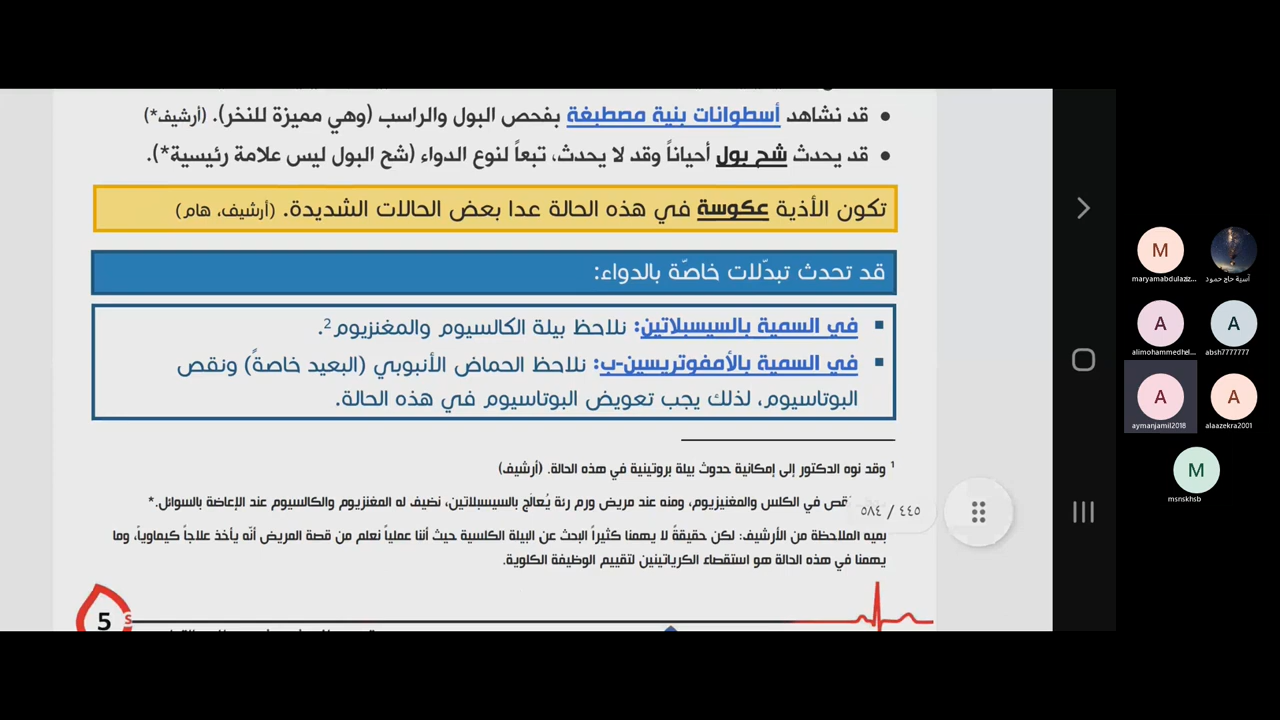 قد نشاهد أسطوانات بنية مصطبغة بفحص البول والراسب (وهي مميزة للنخر). (أرشيف*)
قد يحدث شح بول أحياناً وقد لا يحدث، تبعاً لنوع الدواء (شح البول ليس علامة رئيسية*).
تكون الأذية عكوسة في هذه الحالة عدا بعض الحالات الشديدة. (أرشيف، هام)
قد تحدث تبدّلات خاصّة بالدواء:
في السمية بالسيسبلاتين: نلاحظ بيلة الكالسيوم والمغنزيوم2.
في السمية بالأمفوتريسين-ب: نلاحظ الحماض الأنبوبي (البعيد خاصةً) ونقص
البوتاسيوم، لذلك يجب تعويض البوتاسيوم في هذه الحالة.
1 وقد نوه الدكتور إلى إمكانية حدوث بيلة بروتينية في هذه الحالة. (أرشيف)
نقص في الكلس والمغنيزيوم، ومنه عند مريض ورم رئة يُعالَج بالسيسبلاتين، نضيف له المغنزيوم والكالسيوم عند الإعاضة بالسوائل.*
٤٤٥ / ٥٨٤
بقية الملاحظة من الأرشيف: لكن حقيقةً لا يهمنا كثيراً البحث عن البيلة الكلسية حيث أننا عملياً نعلم من قصة المريض أنّه يأخذ علاجاً كيماوياً، وما
يهمنا في هذه الحالة هو استقصاء الكرياتينين لتقييم الوظيفة الكلوية.
5
M
maryamabdulaziz...
آسية حاج حمود
A
alimohammedhel...
A
absh7777777
A
aymanjamil2018
A
alaazekra2001
M
msnskhsb